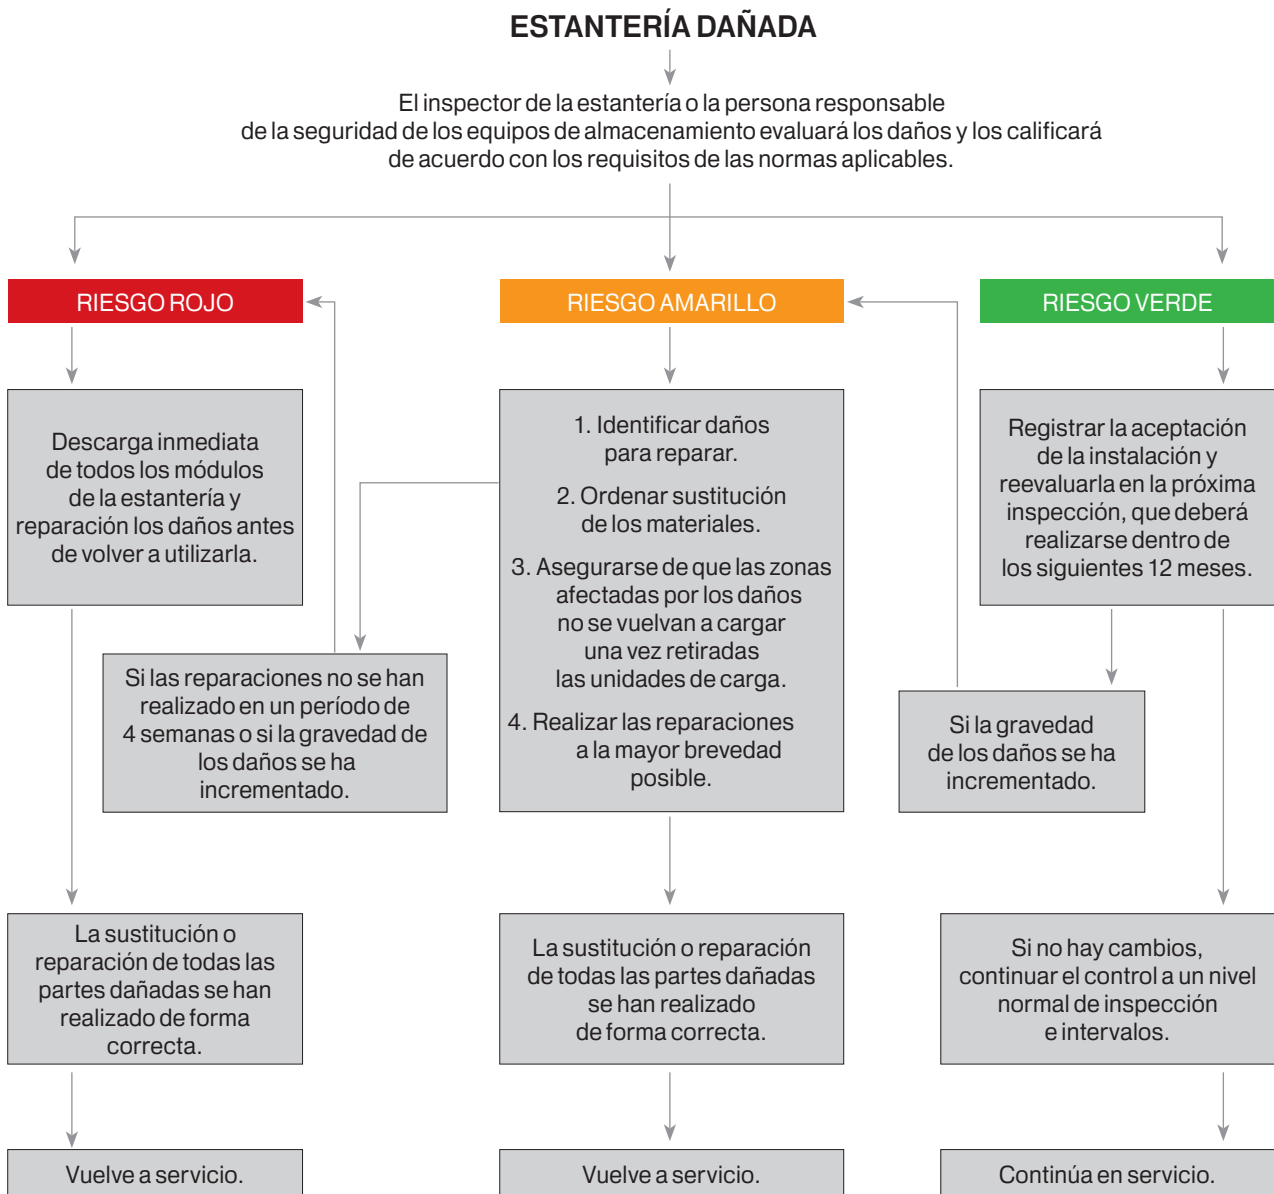 ESTANTERÍA DAÑADA
El inspector de la estantería o la persona responsable
de la seguridad de los equipos de almacenamiento evaluará los daños y los calificará
de acuerdo con los requisitos de las normas aplicables.
RIESGO ROJO
RIESGO AMARILLO
RIESGO VERDE
Descarga inmediata
de todos los módulos
de la estantería y
reparación los daños antes
de volver a utilizarla.
1. Identificar daños
para reparar.
2. Ordenar sustitución
de los materiales.
3. Asegurarse de que las zonas
afectadas por los daños
no se vuelvan a cargar
una vez retiradas
las unidades de carga.
4. Realizar las reparaciones
a la mayor brevedad
posible.
Registrar la aceptación
de la instalación y
reevaluarla en la próxima
inspección, que deberá
realizarse dentro de
los siguientes 12 meses.
Si las reparaciones no se han
realizado en un período de
4 semanas o si la gravedad de
los daños se ha
incrementado.
Si la gravedad
de los daños se ha
incrementado.
La sustitución o
reparación de todas las
partes dañadas se han
realizado de forma
correcta.
La sustitución o reparación
de todas las partes dañadas
se han realizado
de forma correcta.
Si no hay cambios,
continuar el control a un nivel
normal de inspección
e intervalos.
Vuelve a servicio.
Vuelve a servicio.
Continúa en servicio.